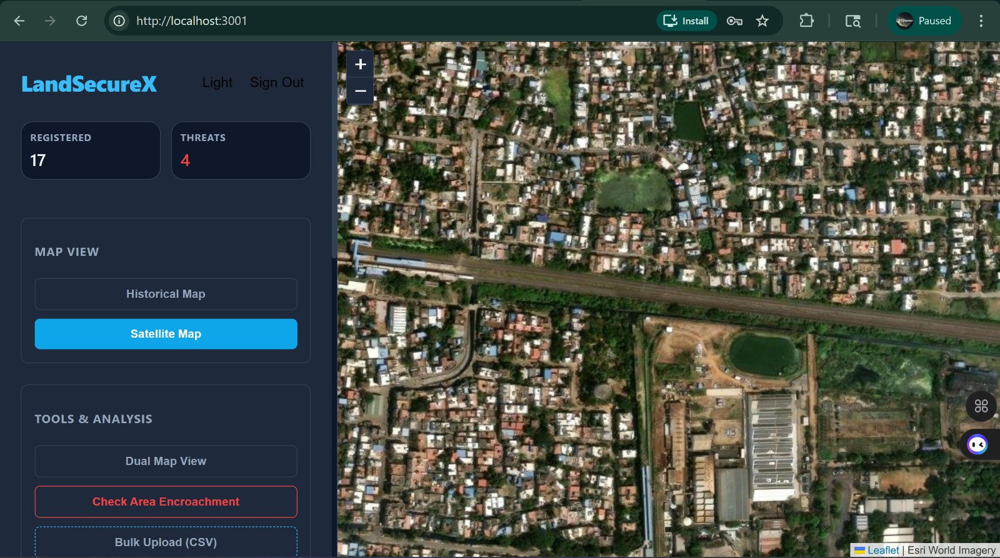 http://localhost:3001
Install
Paused
LandSecureX
Light
Sign Out
REGISTERED
17
THREATS
4
MAP VIEW
Historical Map
Satellite Map
TOOLS & ANALYSIS
Dual Map View
Check Area Encroachment
Bulk Upload (CSV)
+
−
Leaflet | Esri World Imagery